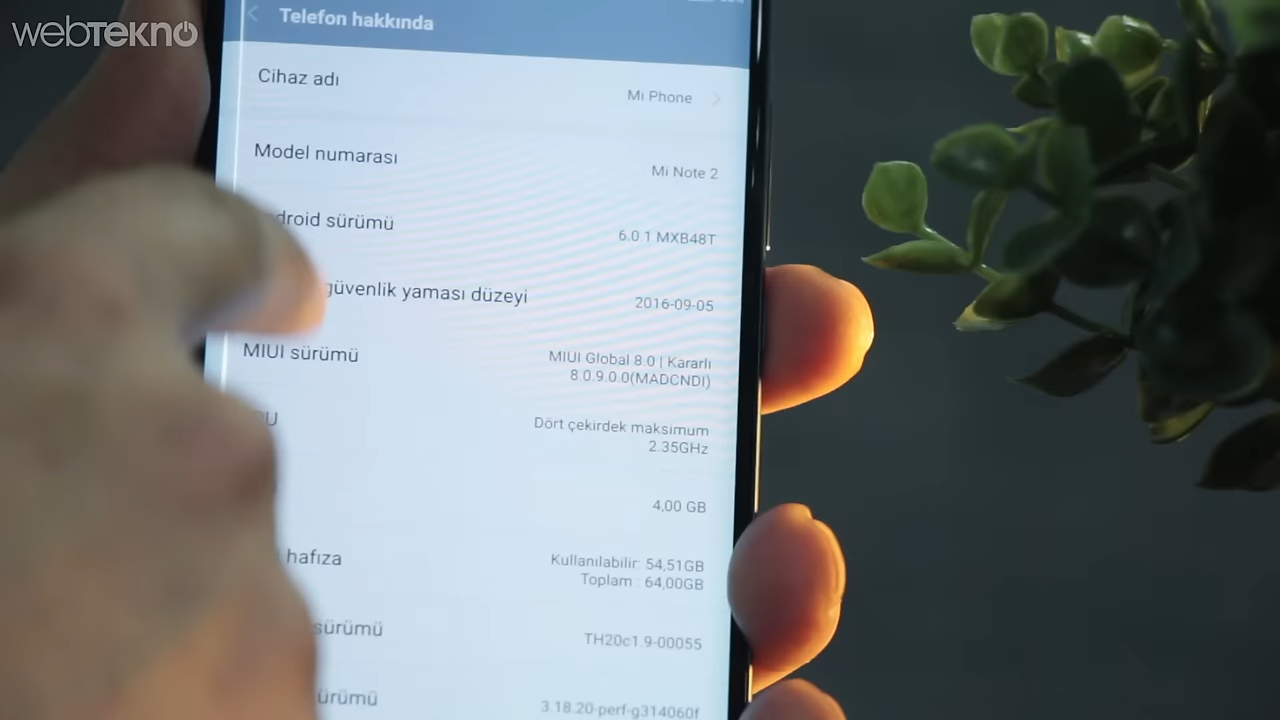 webTEKNO
Telefon hakkında
Cihaz adı
Mi Phone
Model numarası
Mi Note 2
droid sürümü
6.0.1 MXB48T
güvenlik yaması düzeyi
2016-09-05
MIUI sürümü
MIUI Global 8.0 | Kararlı
8.0.9.0.0(MADCNDI)
Dört çekirdek maksimum
2.35GHz
4,00 GB
hafıza
Kullanılabilir: 54,51GB
Toplam : 64,00GB
sürümü
TH20c1.9-00055
ürümü
3.18.20-perf-g314060f